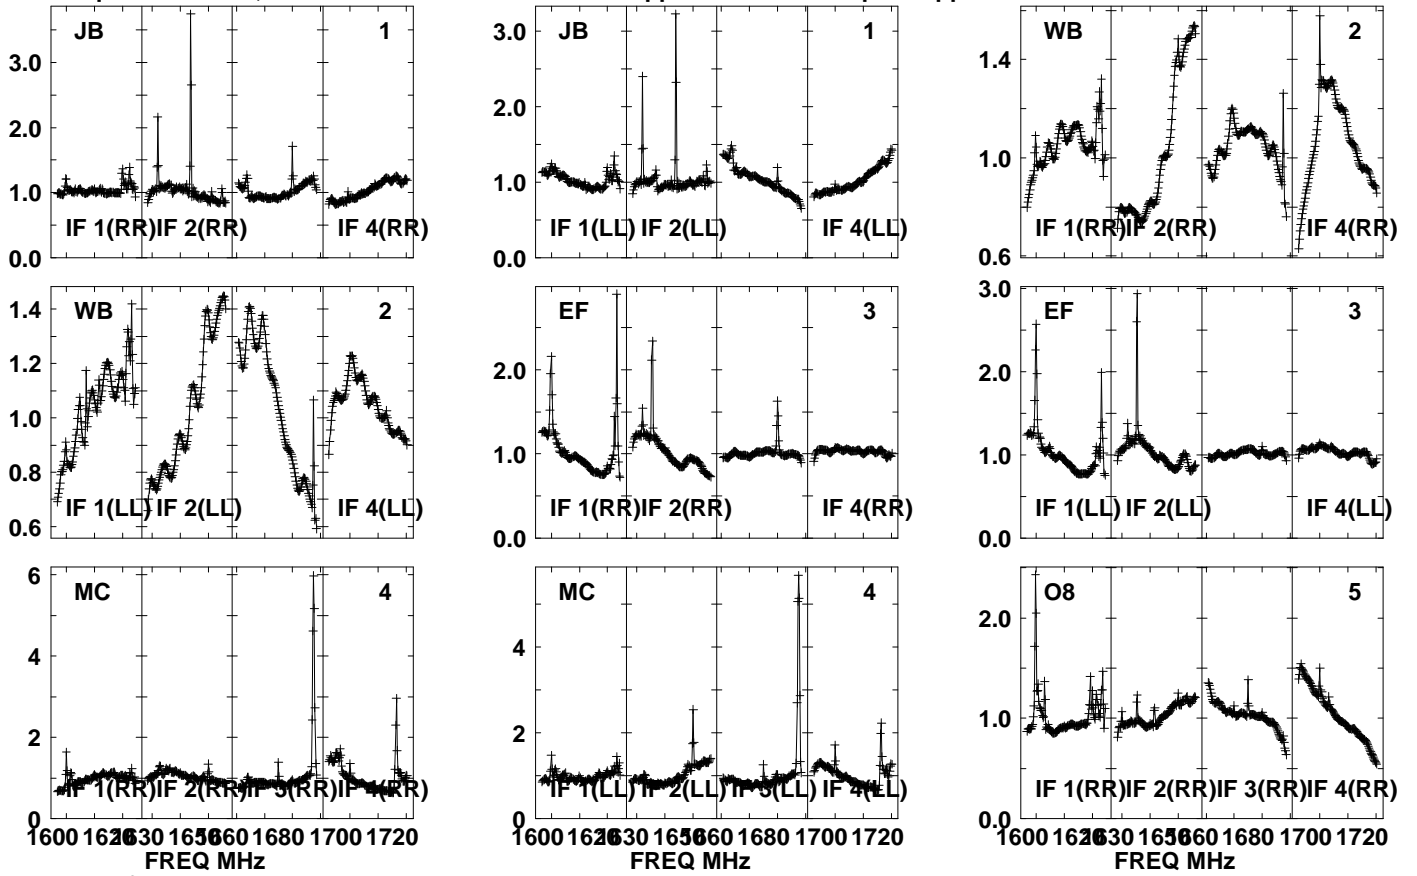 JB 1
3.0
2.0
1.0
0.0
IF 1(RR) IF 2(RR) IF 4(RR)
JB 1
3.0
2.0
1.0
0.0
IF 1(LL) IF 2(LL) IF 4(LL)
WB 2
1.4
1.0
0.6
IF 1(RR) IF 2(RR) IF 4(RR)
WB 2
1.4
1.2
1.0
0.8
0.6
IF 1(LL) IF 2(LL) IF 4(LL)
EF 3
2.0
1.0
0.0
IF 1(RR) IF 2(RR) IF 4(RR)
EF 3
3.0
2.0
1.0
0.0
IF 1(LL) IF 2(LL) IF 4(LL)
MC 4
6
4
2
0
IF 1(RR) IF 2(RR) IF 3(RR) IF 4(RR)
1600 1620 1630 1650 1660 1680 1700 1720
FREQ MHz
MC 4
4
2
0
IF 1(LL) IF 2(LL) IF 3(LL) IF 4(LL)
1600 1620 1630 1650 1660 1680 1700 1720
O8 5
2.0
1.0
0.0
IF 1(RR) IF 2(RR) IF 3(RR) IF 4(RR)
1600 1620 1630 1650 1660 1680 1700 1720
FREQ MHz